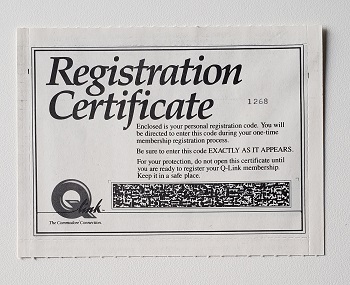 Registration
Certificate
1268
Enclosed is your personal registration code. You will
be directed to enter this code during your one-time
membership registration process.
Be sure to enter this code EXACTLY AS IT APPEARS.
For your protection, do not open this certificate until
you are ready to register your Q-Link membership.
Keep it in a safe place.
Qlink
The Commodore Connection